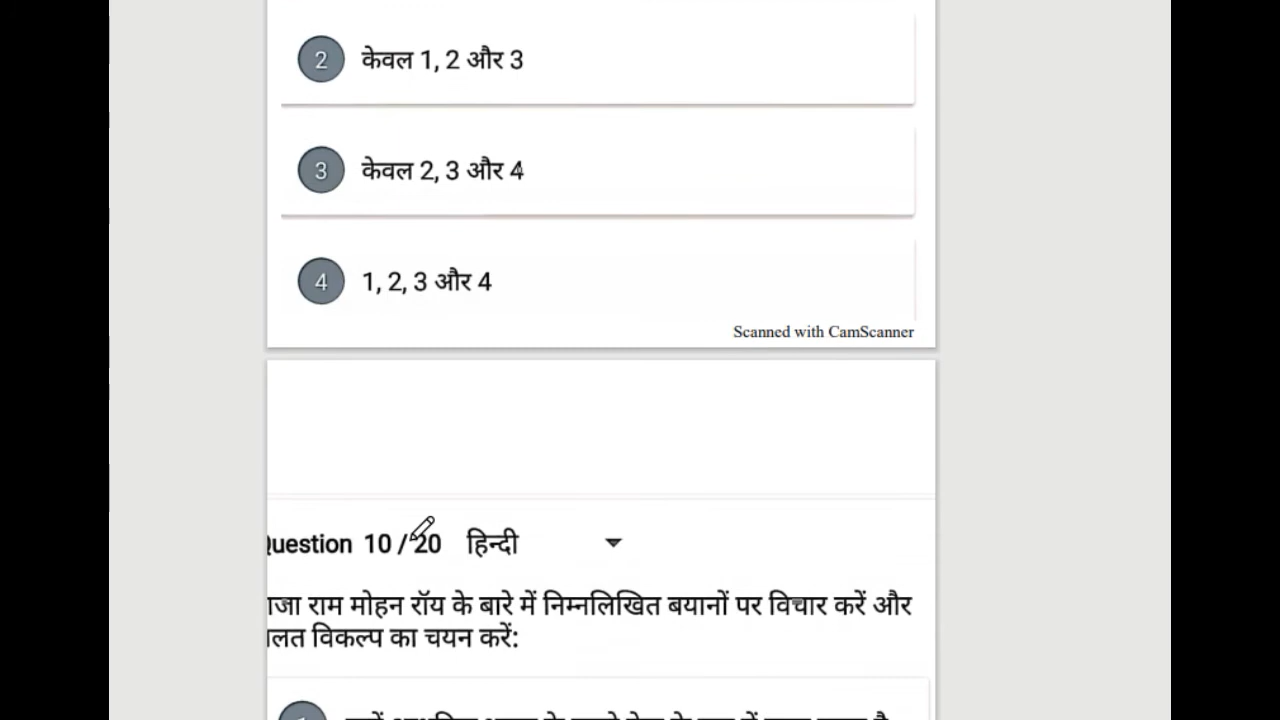 2 केवल 1, 2 और 3
3 केवल 2, 3 और 4
4 1, 2, 3 और 4
Scanned with CamScanner
uestion 10 / 20 हिन्दी
राम मोहन रॉय के बारे में निम्नलिखित बयानों पर विचार करें और
विकल्प का चयन करें: